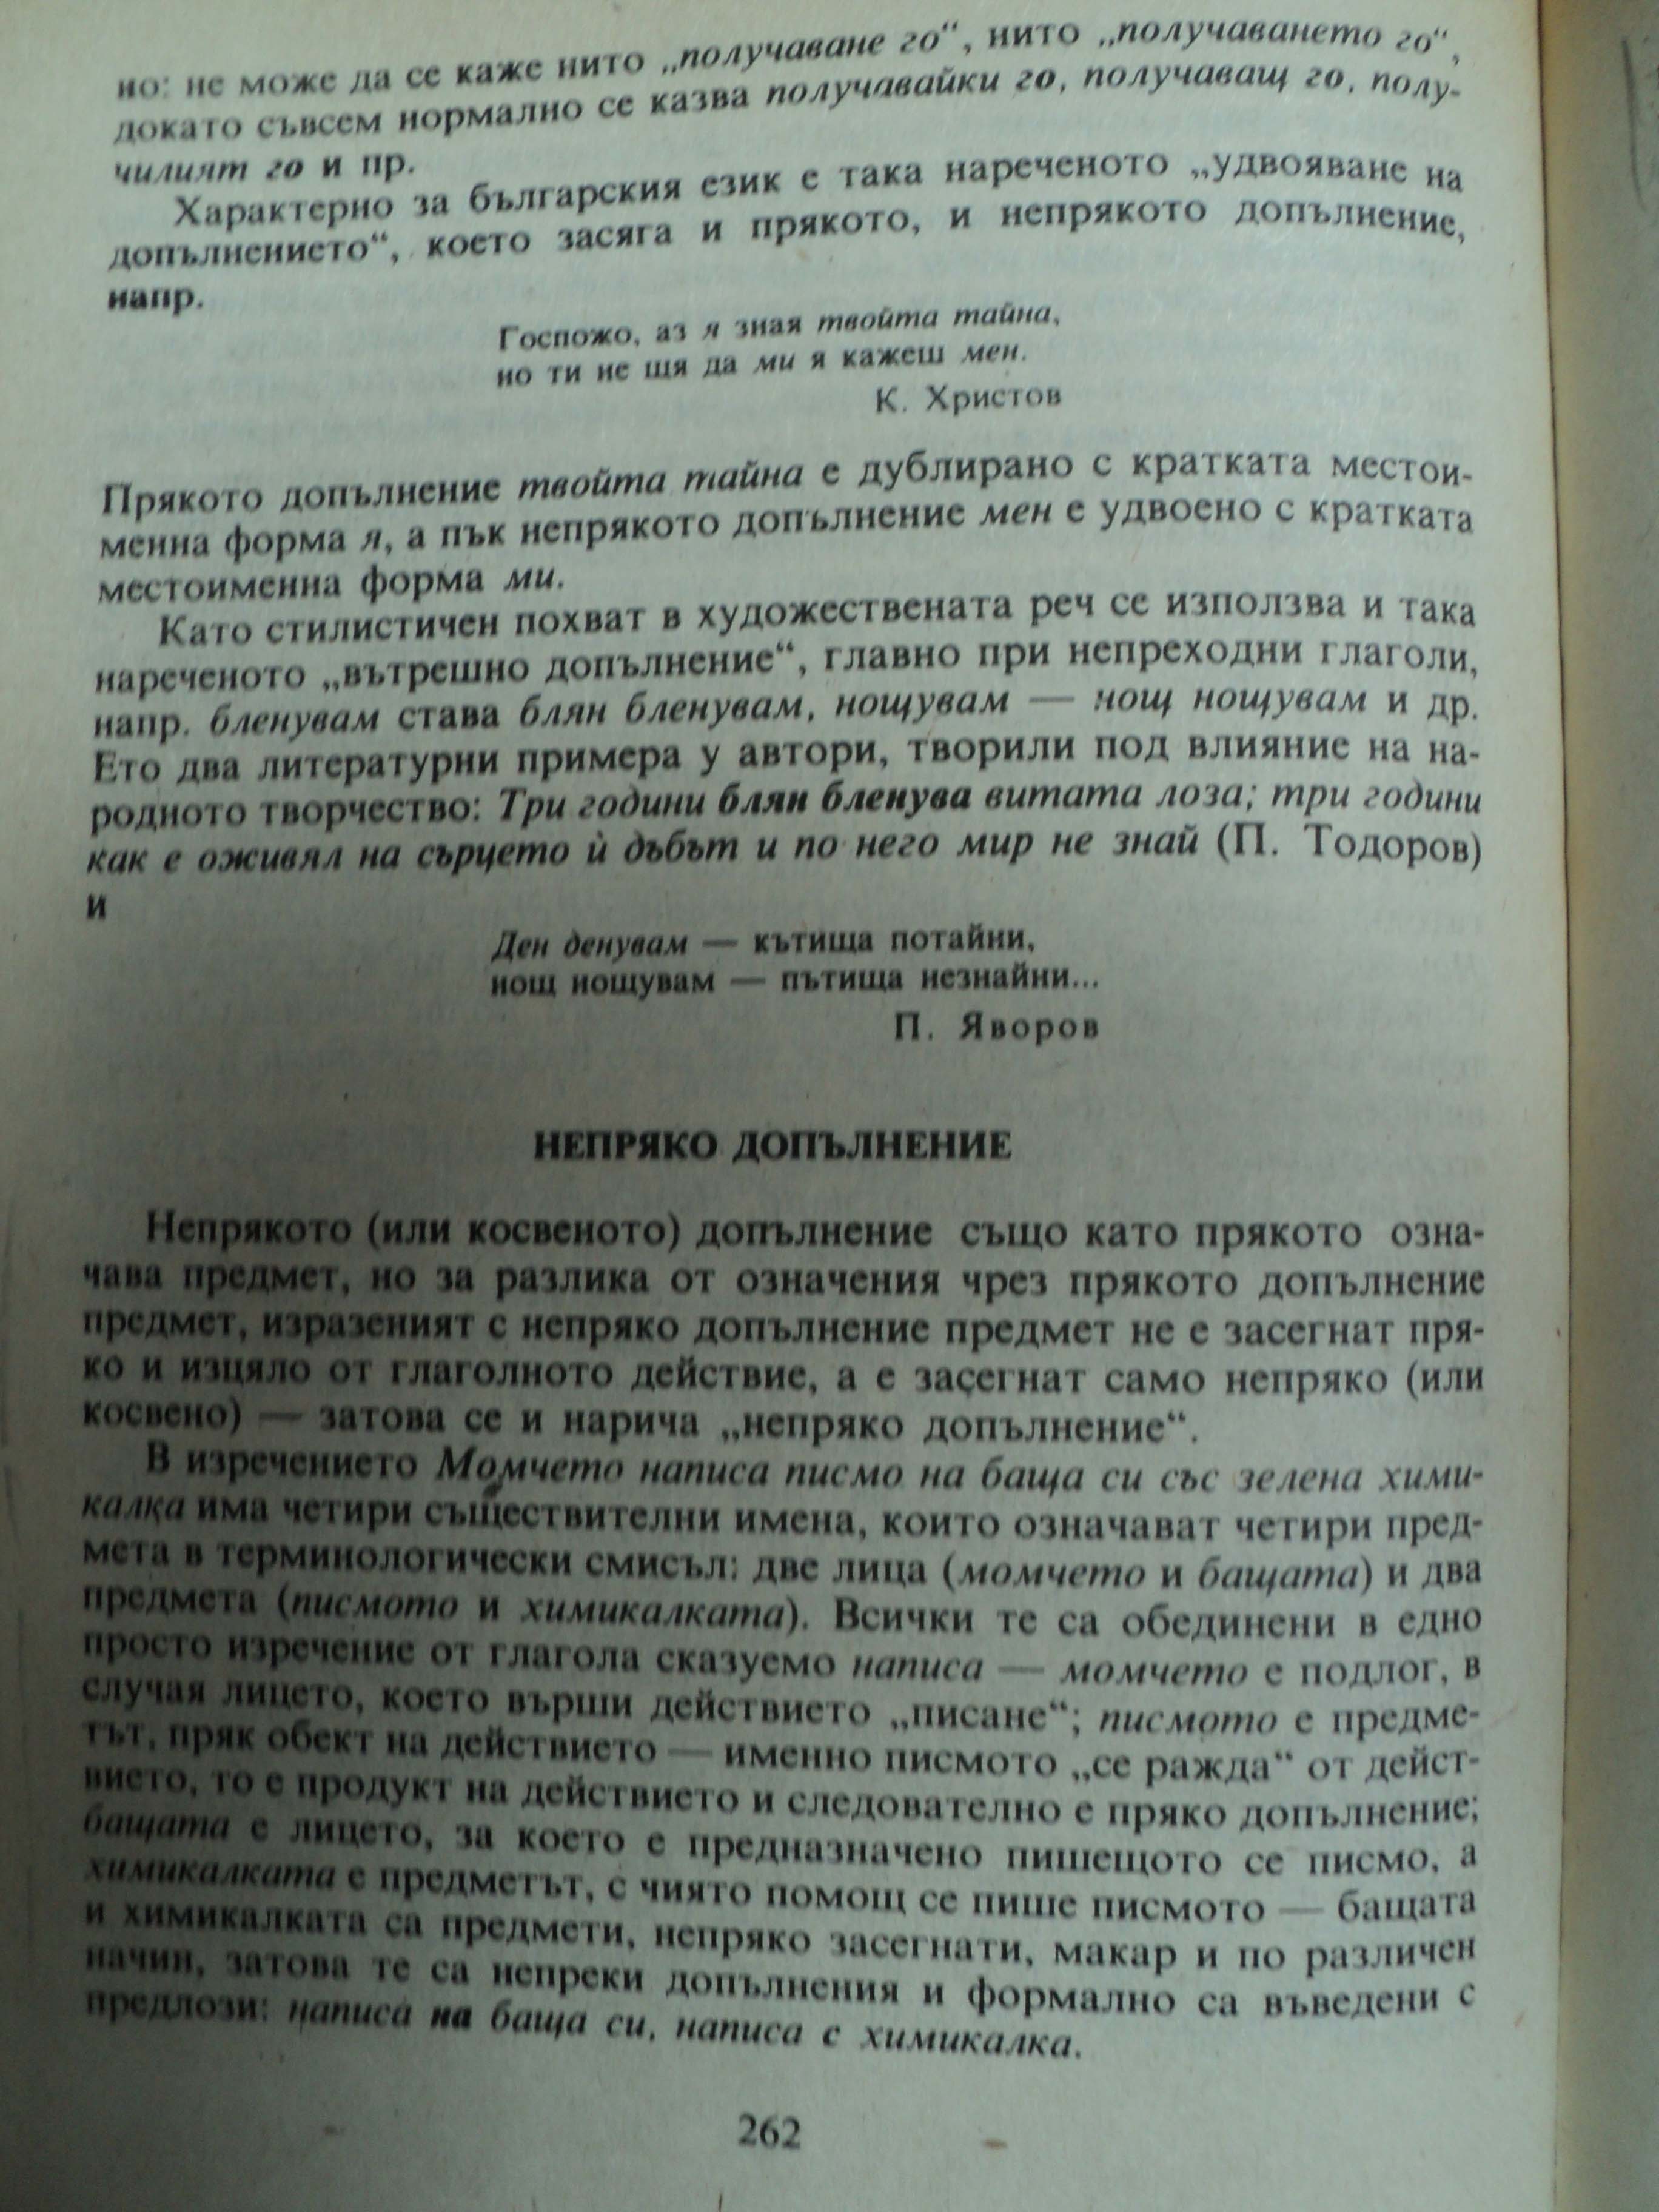 но: не може да се каже нито „получаване го“, нито „получаването го“,
докато съвсем нормално се казва получавайки го, получаващ го, полу-
чилият го и пр.
Характерно за българския език е така нареченото „удвояване на
допълнението“, което засяга и прякото, и непрякото допълнение,
напр.
Госпожо, аз я зная твойта тайна,
но ти не щя да ми я кажеш мен.
К. Христов
Прякото допълнение твойта тайна е дублирано с кратката местои-
менна форма я, а пък непрякото допълнение мен е удвоено с кратката
местоименна форма ми.
Като стилистичен похват в художествената реч се използва и така
нареченото „вътрешно допълнение“, главно при непреходни глаголи,
напр. бленувам става блян бленувам, нощувам — нощ нощувам и др.
Ето два литературни примера у автори, творили под влияние на на-
родното творчество: Три години блян бленува витата лоза; три години
как е оживял на сърцето ѝ дъбът и по него мир не знай (П. Тодоров)
и
Ден денувам — кътища потайни,
нощ нощувам — пътища незнайни...
П. Яворов
НЕПРЯКО ДОПЪЛНЕНИЕ
Непрякото (или косвеното) допълнение също като прякото озна-
чава предмет, но за разлика от означения чрез прякото допълнение
предмет, изразеният с непряко допълнение предмет не е засегнат пря-
ко и изцяло от глаголното действие, а е засегнат само непряко (или
косвено) — затова се и нарича „непряко допълнение“.
В изречението Момчето написа писмо на баща си със зелена хими-
калка има четири съществителни имена, които означават четири пред-
мета в терминологически смисъл: две лица (момчето и бащата) и два
предмета (писмото и химикалката). Всички те са обединени в едно
просто изречение от глагола сказуемо написа — момчето е подлог, в
случая лицето, което върши действието „писане“; писмото е предме-
тът, пряк обект на действието — именно писмото „се ражда“ от дейст-
вието, то е продукт на действието и следователно е пряко допълнение;
бащата е лицето, за което е предназначено пишещото се писмо, а
химикалката е предметът, с чиято помощ се пише писмото — бащата
и химикалката са предмети, непряко засегнати, макар и по различен
начин, затова те са непреки допълнения и формално са въведени с
предлози: написа на баща си, написа с химикалка.
262